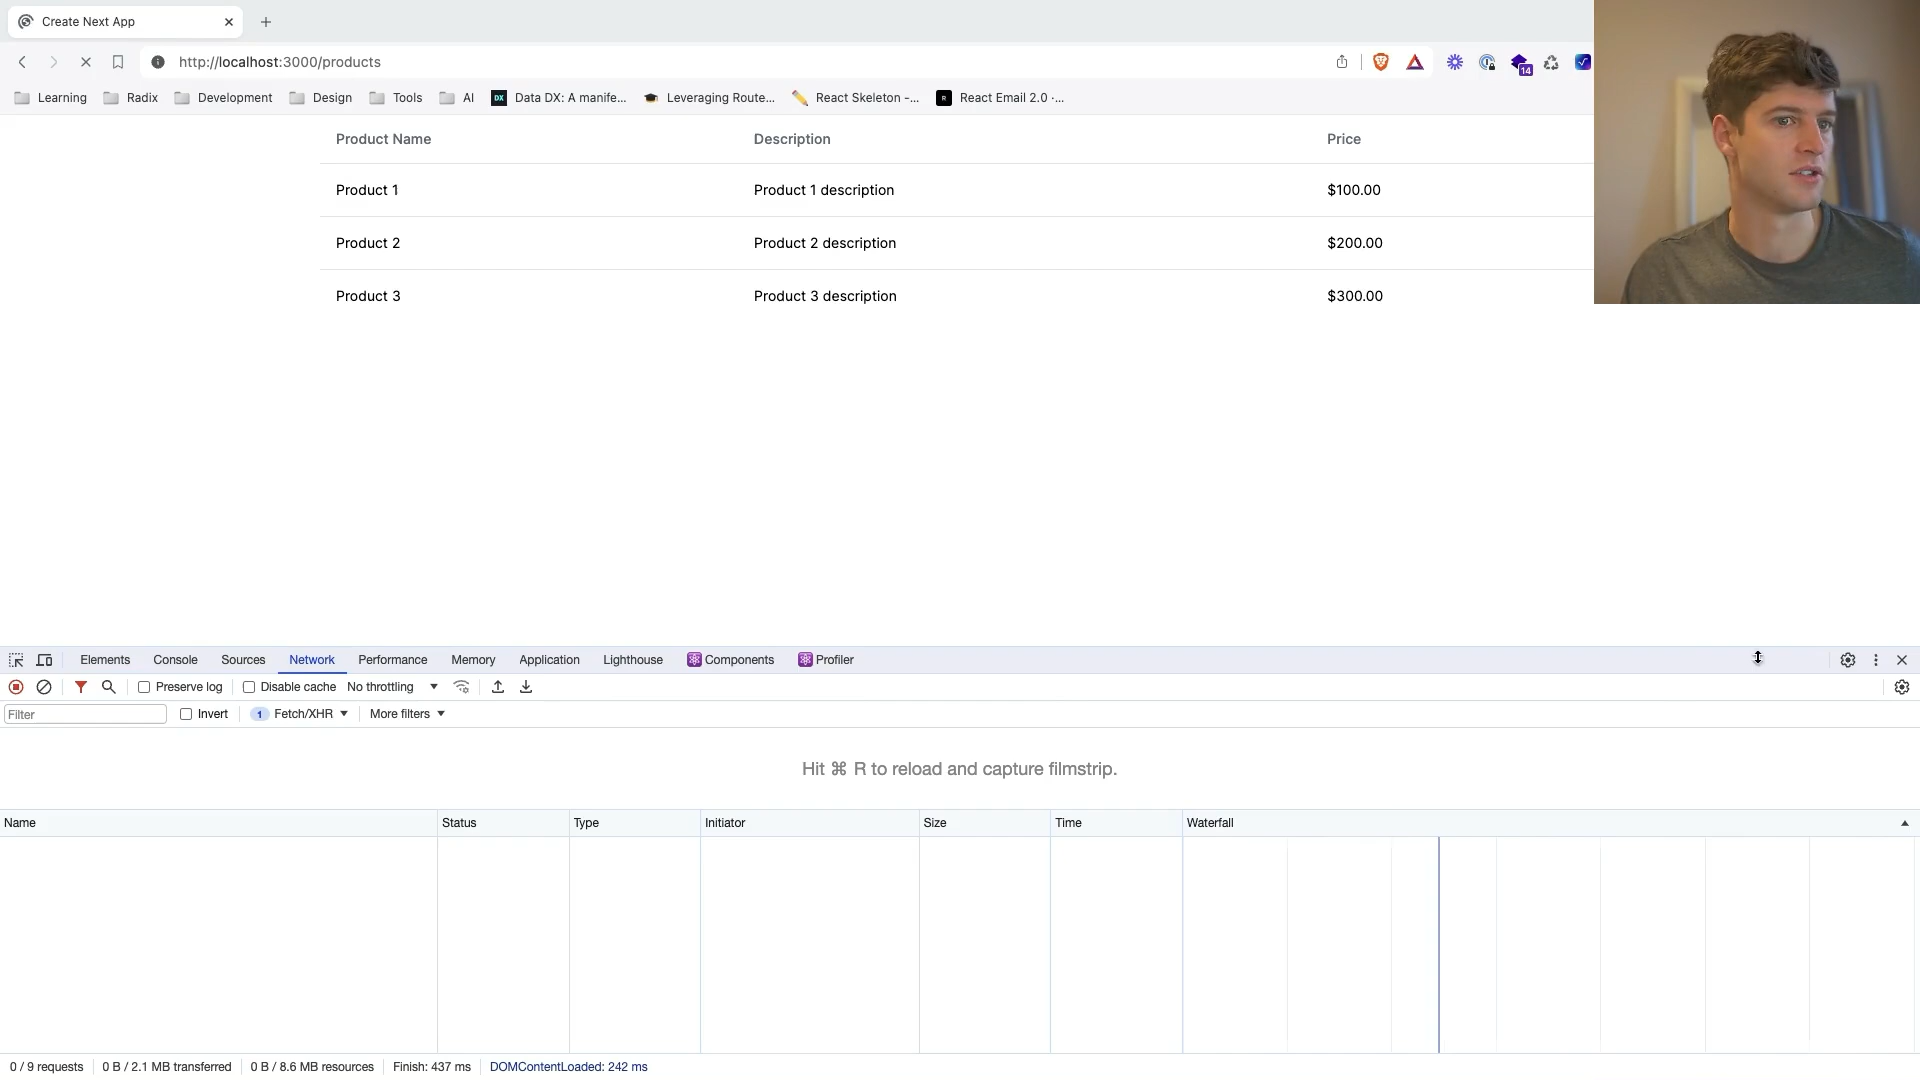 Create Next App
http://localhost:3000/products
14
Learning Radix Development Design Tools AI DX Data DX: A manife... Leveraging Route... React Skeleton -... React Email 2.0 ·...
Product Name Description Price
Product 1 Product 1 description $100.00
Product 2 Product 2 description $200.00
Product 3 Product 3 description $300.00
Elements Console Sources Network Performance Memory Application Lighthouse Components Profiler
Preserve log Disable cache No throttling
Filter Invert 1 Fetch/XHR More filters
Hit ⌘ R to reload and capture filmstrip.
Name Status Type Initiator Size Time Waterfall
0 / 9 requests 0 B / 2.1 MB transferred 0 B / 8.6 MB resources Finish: 437 ms DOMContentLoaded: 242 ms